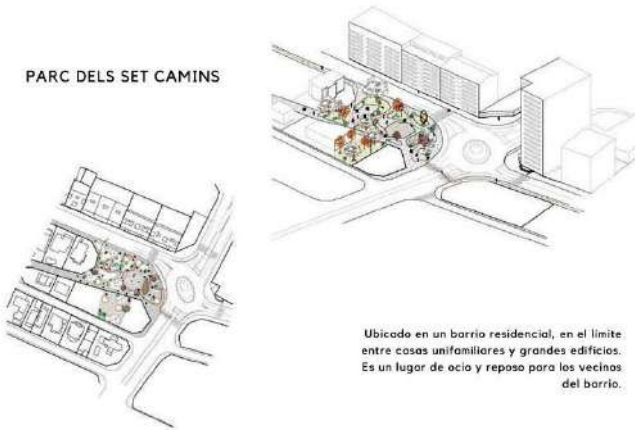 PARC DELS SET CAMINS
Ubicado en un barrio residencial, en el límite
entre casas unifamiliares y grandes edificios.
Es un lugar de ocio y reposo para los vecinos
del barrio.